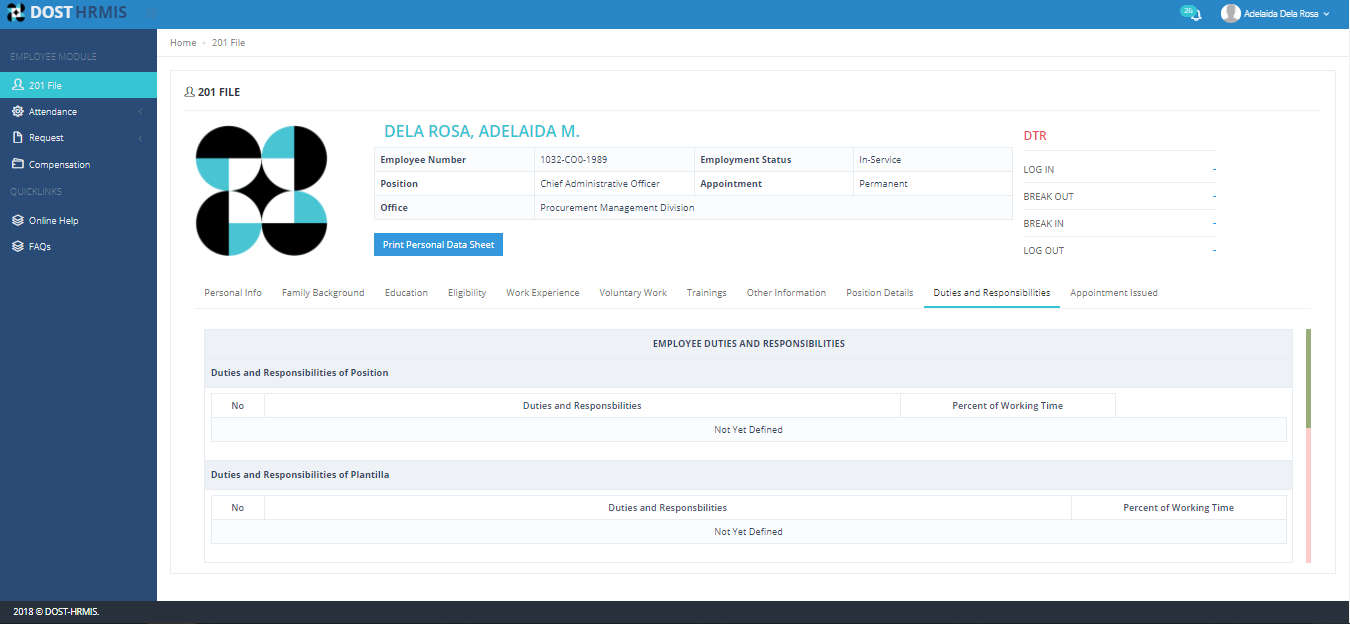 DOST HRMIS
26
Adelaida Dela Rosa
EMPLOYEE MODULE
201 File
Attendance
Request
Compensation
QUICKLINKS
Online Help
FAQs
Home 201 File
201 FILE
DELA ROSA, ADELAIDA M.
Employee Number 1032-CO0-1989 Employment Status In-Service
Position Chief Administrative Officer Appointment Permanent
Office Procurement Management Division
Print Personal Data Sheet
DTR
LOG IN -
BREAK OUT -
BREAK IN -
LOG OUT -
Personal Info Family Background Education Eligibility Work Experience Voluntary Work Trainings Other Information Position Details Duties and Responsibilities Appointment Issued
EMPLOYEE DUTIES AND RESPONSIBILITIES
Duties and Responsibilities of Position
No Duties and Responsbilities Percent of Working Time
Not Yet Defined
Duties and Responsibilities of Plantilla
No Duties and Responsbilities Percent of Working Time
Not Yet Defined
2018 © DOST-HRMIS.